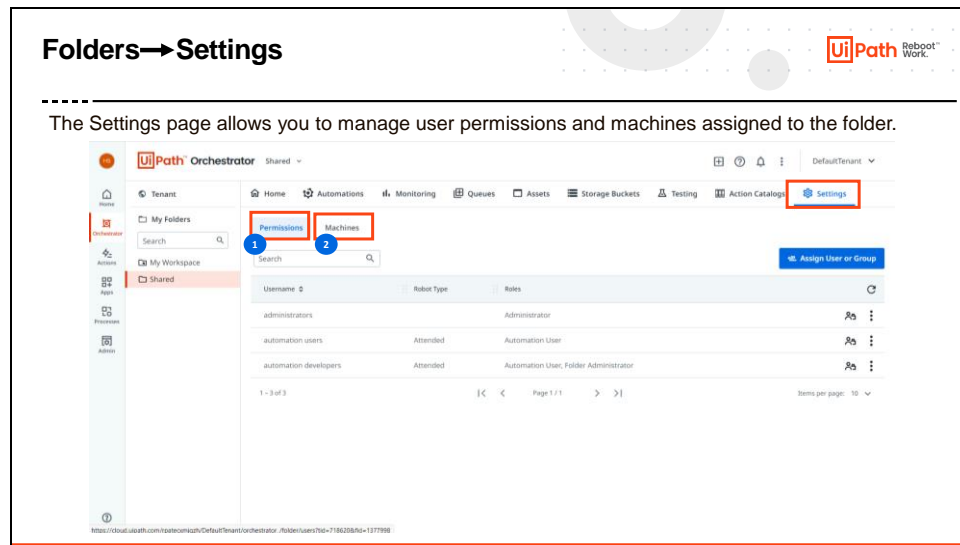 Folders→Settings
UiPath Reboot Work.
The Settings page allows you to manage user permissions and machines assigned to the folder.
UiPath Orchestrator Shared
DefaultTenant
Home
Tenant
Home Automations Monitoring Queues Assets Storage Buckets Testing Action Catalogs Settings
Orchestrator
My Folders
Permissions Machines
1 2
Search
Search
Assign User or Group
Actions
My Workspace
Apps
Shared
Username Robot Type Roles
Processes
administrators Administrator
Admin
automation users Attended Automation User
automation developers Attended Automation User, Folder Administrator
1 - 3 of 3 Page 1 / 1 Items per page: 10